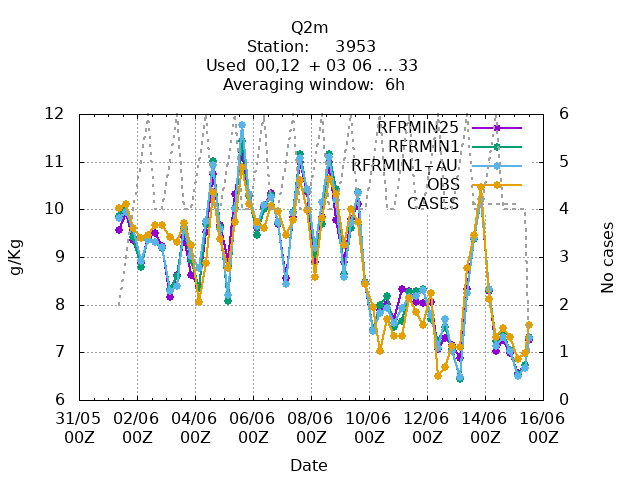 Q2m
Station: 3953
Used 00,12 + 03 06 ... 33
Averaging window: 6h
g/Kg
12
11
10
9
8
7
6
RFRMIN25
RFRMIN1
RFRMIN1-AU
OBS
CASES
6
5
4
3
2
1
0
No cases
31/05 02/06 04/06 06/06 08/06 10/06 12/06 14/06 16/06
00Z 00Z 00Z 00Z 00Z 00Z 00Z 00Z 00Z
Date